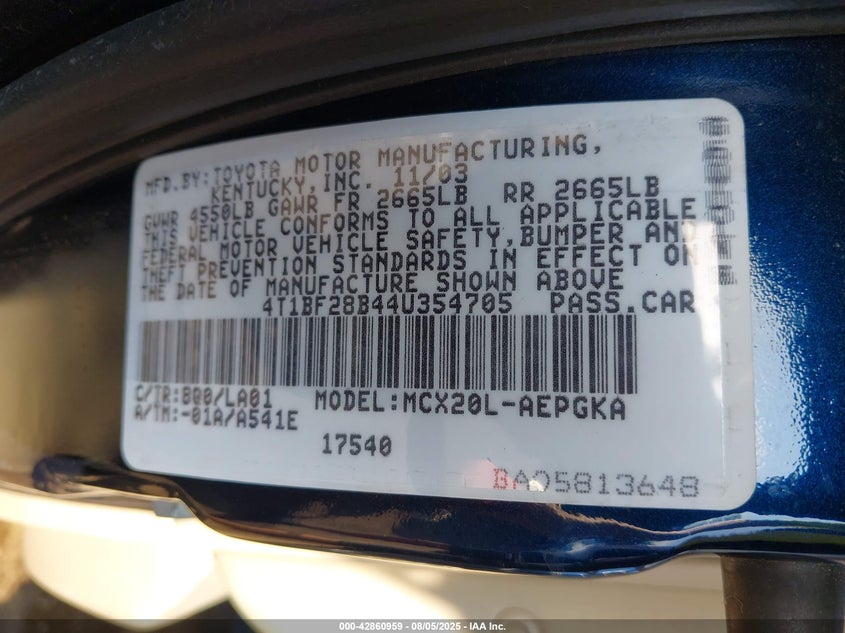 MFD.BY:TOYOTA MOTOR MANUFACTURING,
KENTUCKY,INC. 11/03
GVWR 4550LB GAWR FR 2665LB RR 2665LB
THIS VEHICLE CONFORMS TO ALL APPLICABLE
FEDERAL MOTOR VEHICLE SAFETY,BUMPER AND
THEFT PREVENTION STANDARDS IN EFFECT ON
THE DATE OF MANUFACTURE SHOWN ABOVE
4T1BF28B44U354705 PASS.CAR
C/TR:8Q0/LA01 MODEL:MCX20L-AEPGKA
A/TM:-01A/A541E
17540
BA95813648
000-42860959 | 08/05/2025 - IAA Inc.